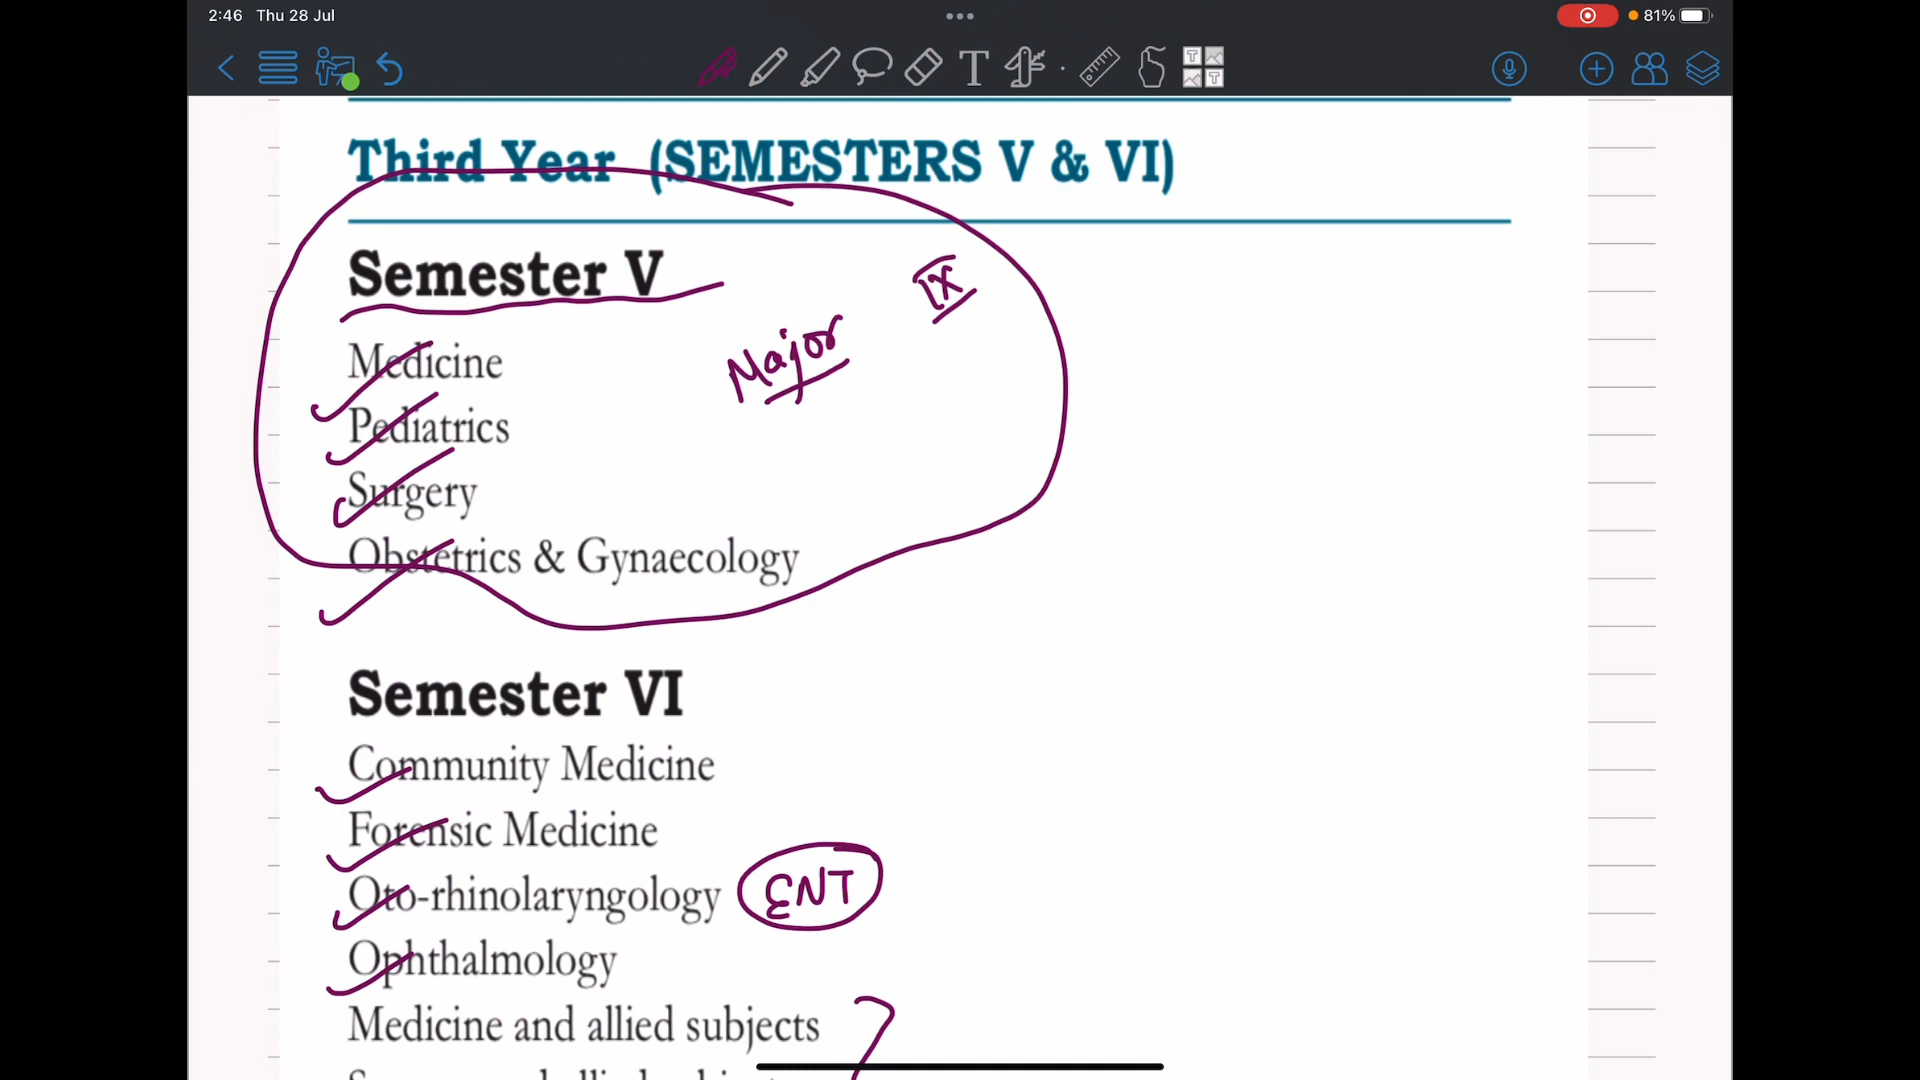 2:46 Thu 28 Jul
81%
Third Year (SEMESTERS V & VI)
Semester V
IX
Major
Medicine
Pediatrics
Surgery
Obstetrics & Gynaecology
Semester VI
Community Medicine
Forensic Medicine
Oto-rhinolaryngology ENT
Ophthalmology
Medicine and allied subjects